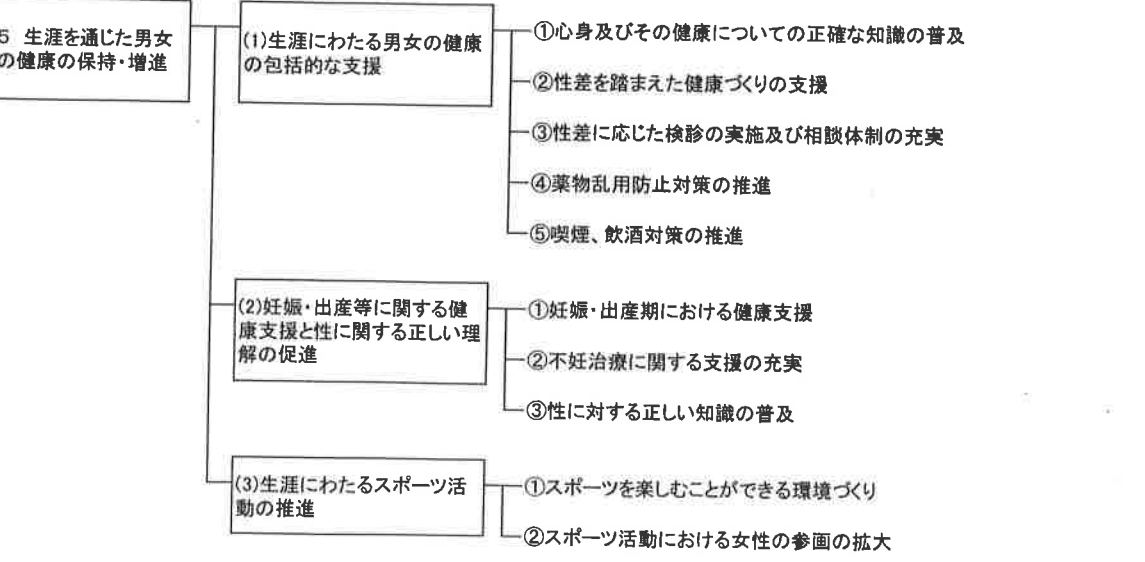 5 生涯を通じた男女
の健康の保持・増進
(1)生涯にわたる男女の健康
の包括的な支援
①心身及びその健康についての正確な知識の普及
②性差を踏まえた健康づくりの支援
③性差に応じた検診の実施及び相談体制の充実
④薬物乱用防止対策の推進
⑤喫煙、飲酒対策の推進
(2)妊娠・出産等に関する健
康支援と性に関する正しい理
解の促進
①妊娠・出産期における健康支援
②不妊治療に関する支援の充実
③性に対する正しい知識の普及
(3)生涯にわたるスポーツ活
動の推進
①スポーツを楽しむことができる環境づくり
②スポーツ活動における女性の参画の拡大